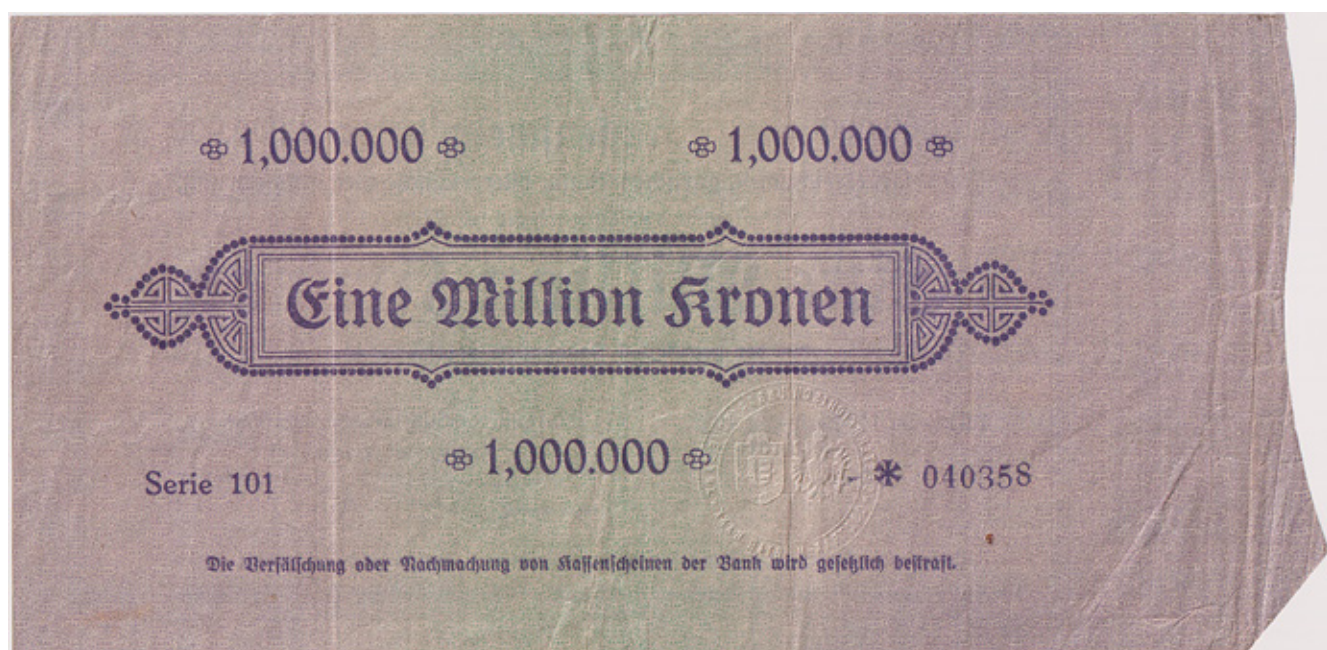 1,000.000 1,000.000
Eine Million Kronen
1,000.000
Serie 101 * 040358
Die Verfälschung oder Nachmachung von Kassenscheinen der Bank wird gesetzlich bestraft.